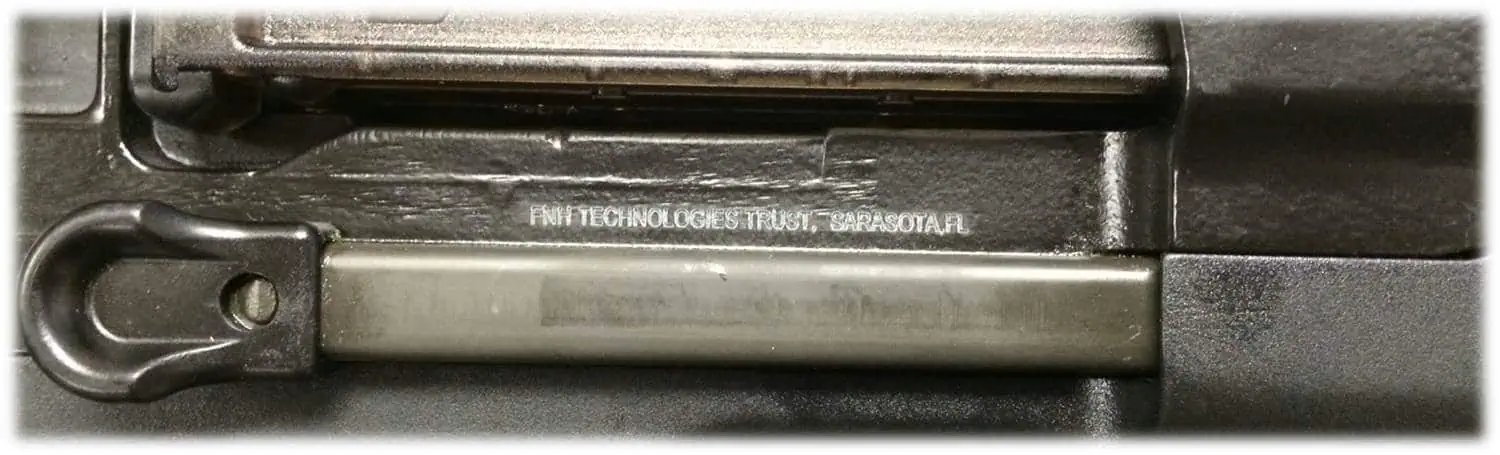 FNH TECHNOLOGIES TRUST, SARASOTA,FL